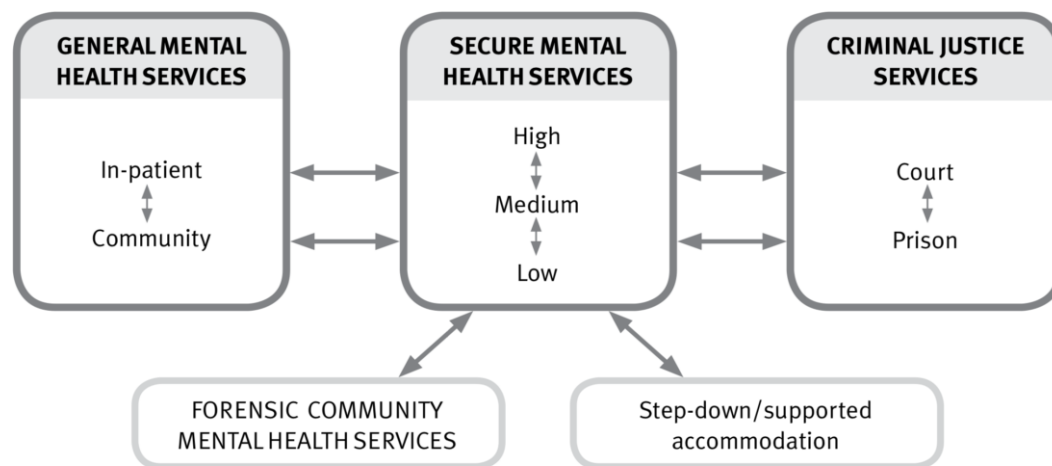 GENERAL MENTAL
HEALTH SERVICES
In-patient
Community
SECURE MENTAL
HEALTH SERVICES
High
Medium
Low
CRIMINAL JUSTICE
SERVICES
Court
Prison
FORENSIC COMMUNITY
MENTAL HEALTH SERVICES
Step-down/supported
accommodation